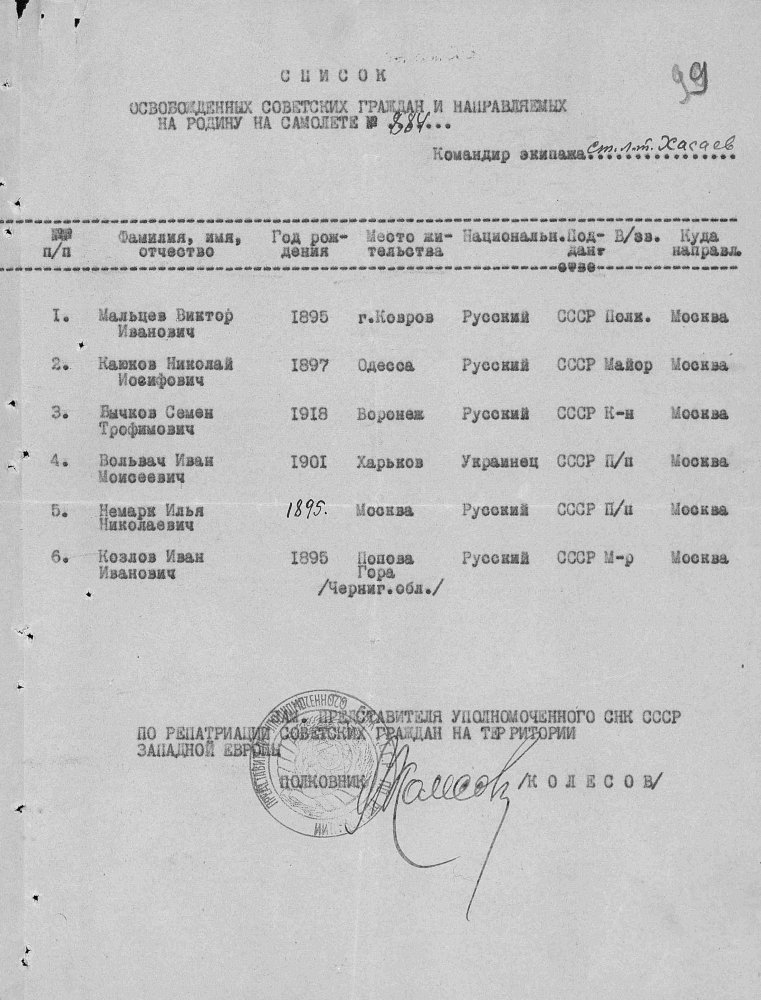 99
СПИСОК
ОСВОБОЖДЕННЫХ СОВЕТСКИХ ГРАЖДАН И НАПРАВЛЯЕМЫХ
НА РОДИНУ НА САМОЛЕТЕ № 884...
Командир экипажа ст. л-т. Хасаев
№№ п/п Фамилия, имя, отчество Год рождения Место жительства Национальн. Подданство В/зв. Куда направл.
1. Мальцев Виктор Иванович 1895 г.Ковров Русский СССР Полк. Москва
2. Каюков Николай Иосифович 1897 Одесса Русский СССР Майор Москва
3. Бычков Семен Трофимович 1918 Воронеж Русский СССР К-н Москва
4. Вольвач Иван Моисеевич 1901 Харьков Украинец СССР П/п Москва
5. Немарк Илья Николаевич 1895. Москва Русский СССР П/п Москва
6. Козлов Иван Иванович 1895 Попова Гора /Черниг.обл./ Русский СССР М-р Москва
ЗАМ. ПРЕДСТАВИТЕЛЯ УПОЛНОМОЧЕННОГО СНК СССР
ПО РЕПАТРИАЦИИ СОВЕТСКИХ ГРАЖДАН НА ТЕРРИТОРИИ
ЗАПАДНОЙ ЕВРОПЫ
ПОЛКОВНИК /КОЛЕСОВ/